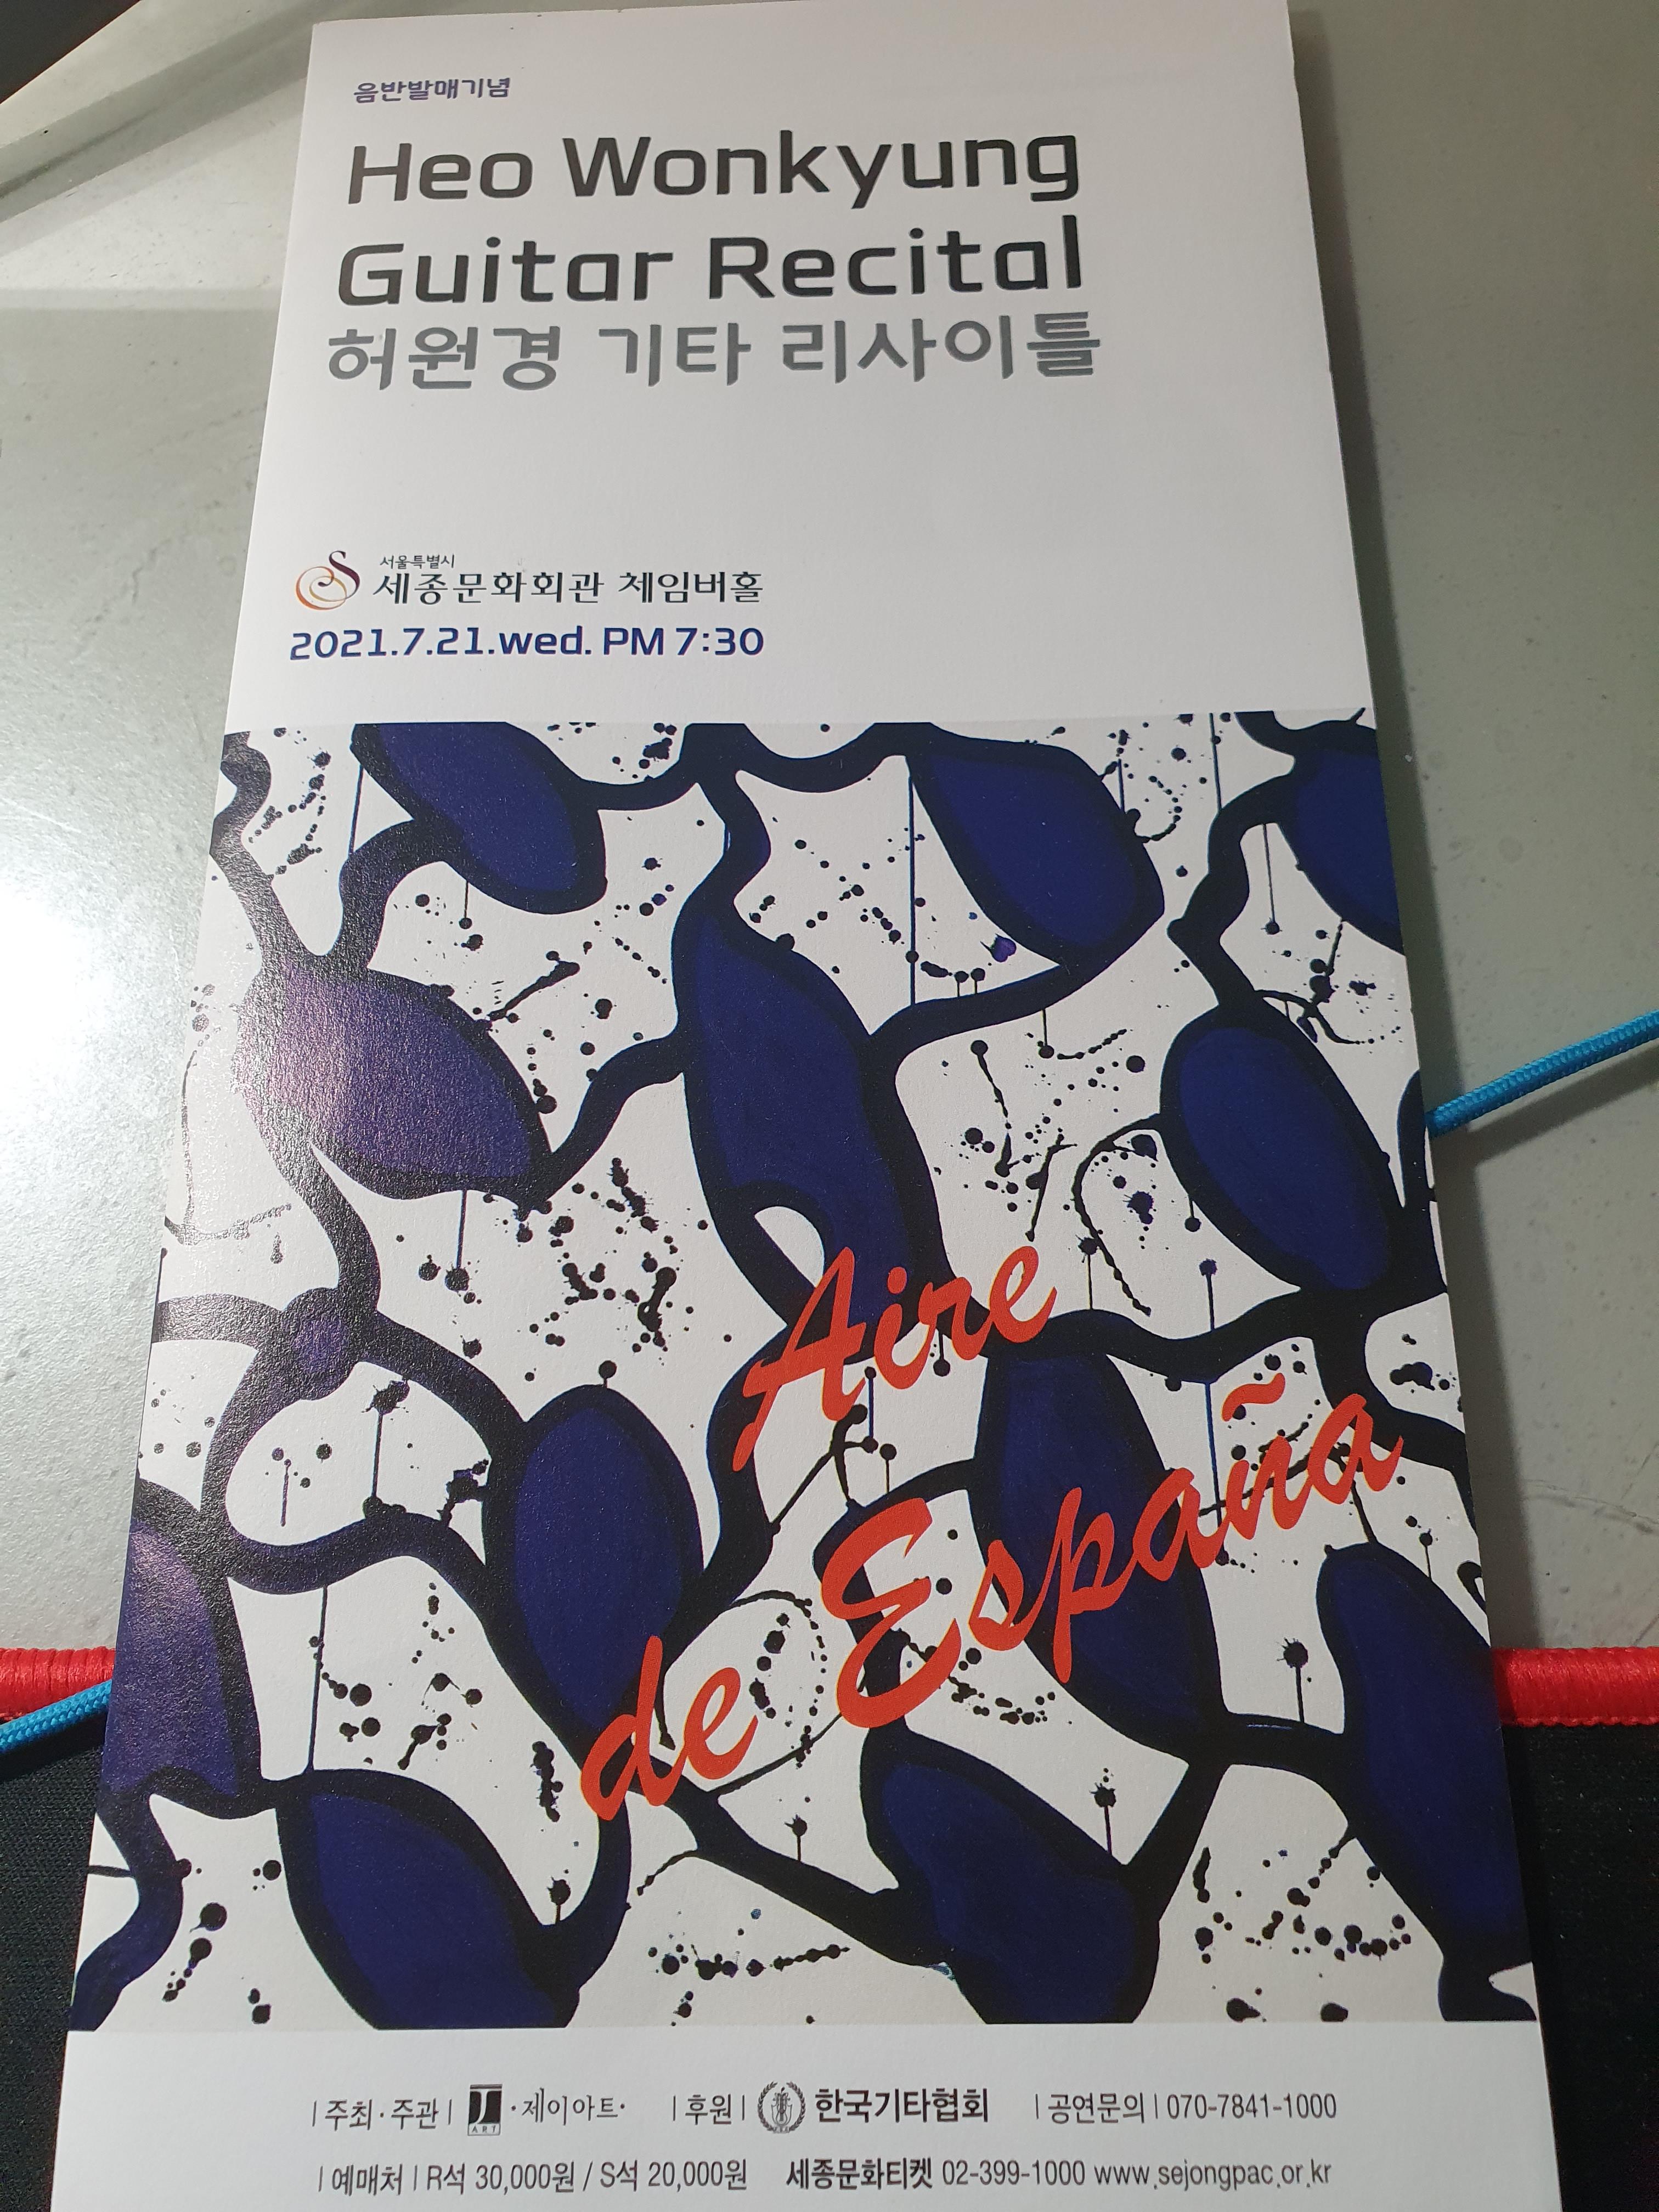 음반발매기념
Heo Wonkyung
Guitar Recital
허원경 기타 리사이틀
서울특별시
세종문화회관 체임버홀
2021.7.21.wed. PM 7:30
Aire
de España
| 주최·주관 | J ART ·제이아트· | 후원 | 한국기타협회 | 공연문의 | 070-7841-1000
| 예매처 | R석 30,000원 / S석 20,000원 세종문화티켓 02-399-1000 www.sejongpac.or.kr